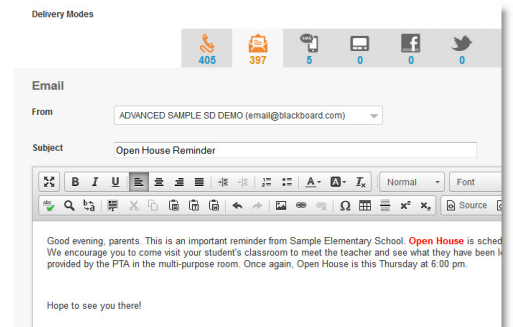 Delivery Modes
405 397 5 0 0 0
Email
From ADVANCED SAMPLE SD DEMO (email@blackboard.com)
Subject Open House Reminder
B I U A A Ix Normal Font
abc Ω x² x₂ Source
Good evening, parents. This is an important reminder from Sample Elementary School. Open House is sched
We encourage you to come visit your student's classroom to meet the teacher and see what they have been
provided by the PTA in the multi-purpose room. Once again, Open House is this Thursday at 6:00 pm.
Hope to see you there!